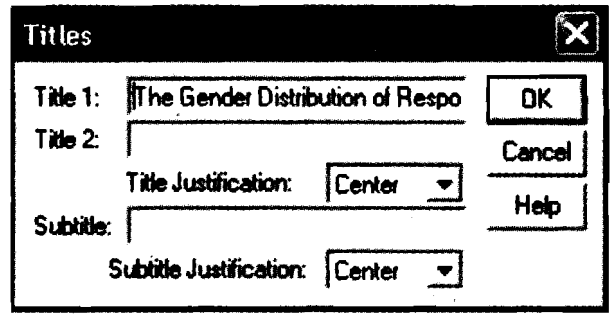 Titles
Title 1: The Gender Distribution of Respo
OK
Title 2:
Cancel
Title Justification: Center
Help
Subtitle:
Subtitle Justification: Center